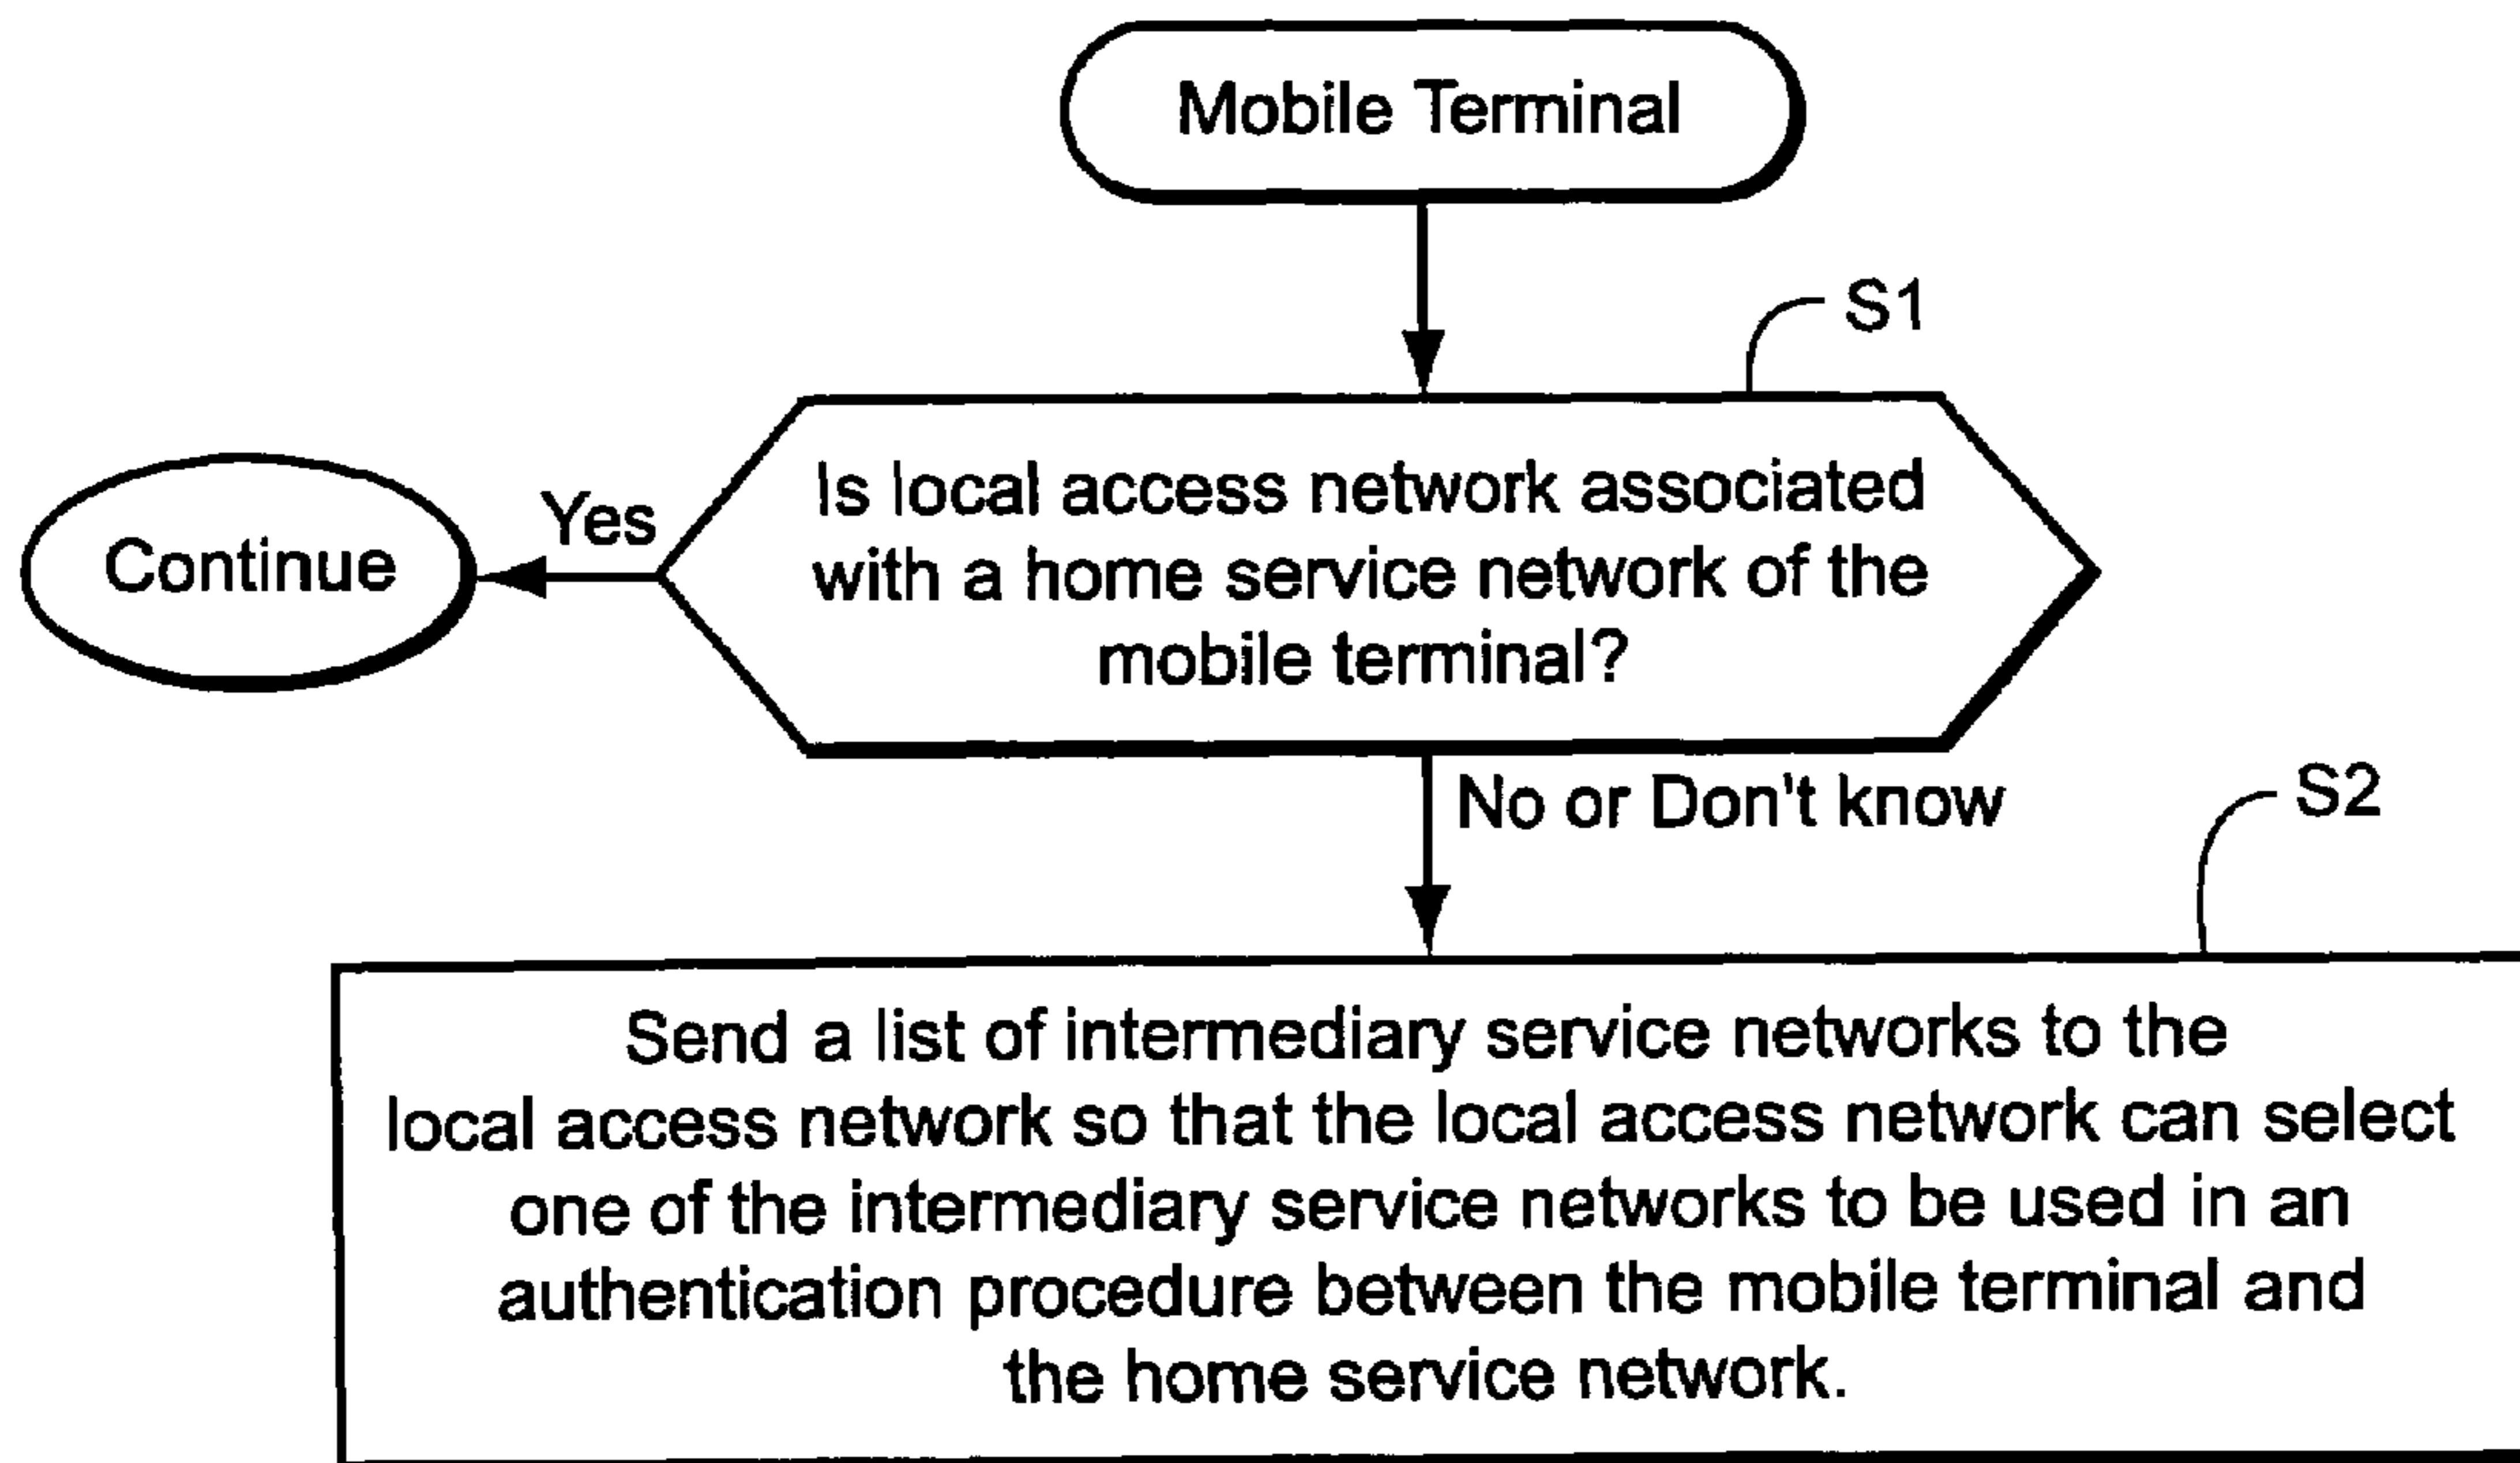 Mobile Terminal
S1
Is local access network associated
with a home service network of the
mobile terminal?
Yes
Continue
No or Don't know
S2
Send a list of intermediary service networks to the
local access network so that the local access network can select
one of the intermediary service networks to be used in an
authentication procedure between the mobile terminal and
the home service network.